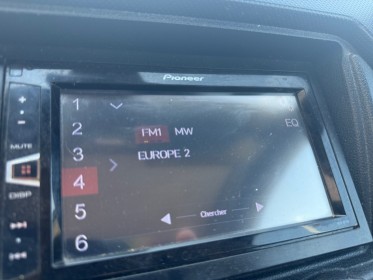 Pioneer
1
2
FM1 MW
EQ
MUTE
3
EUROPE 2
4
DISP
5
Chercher
6